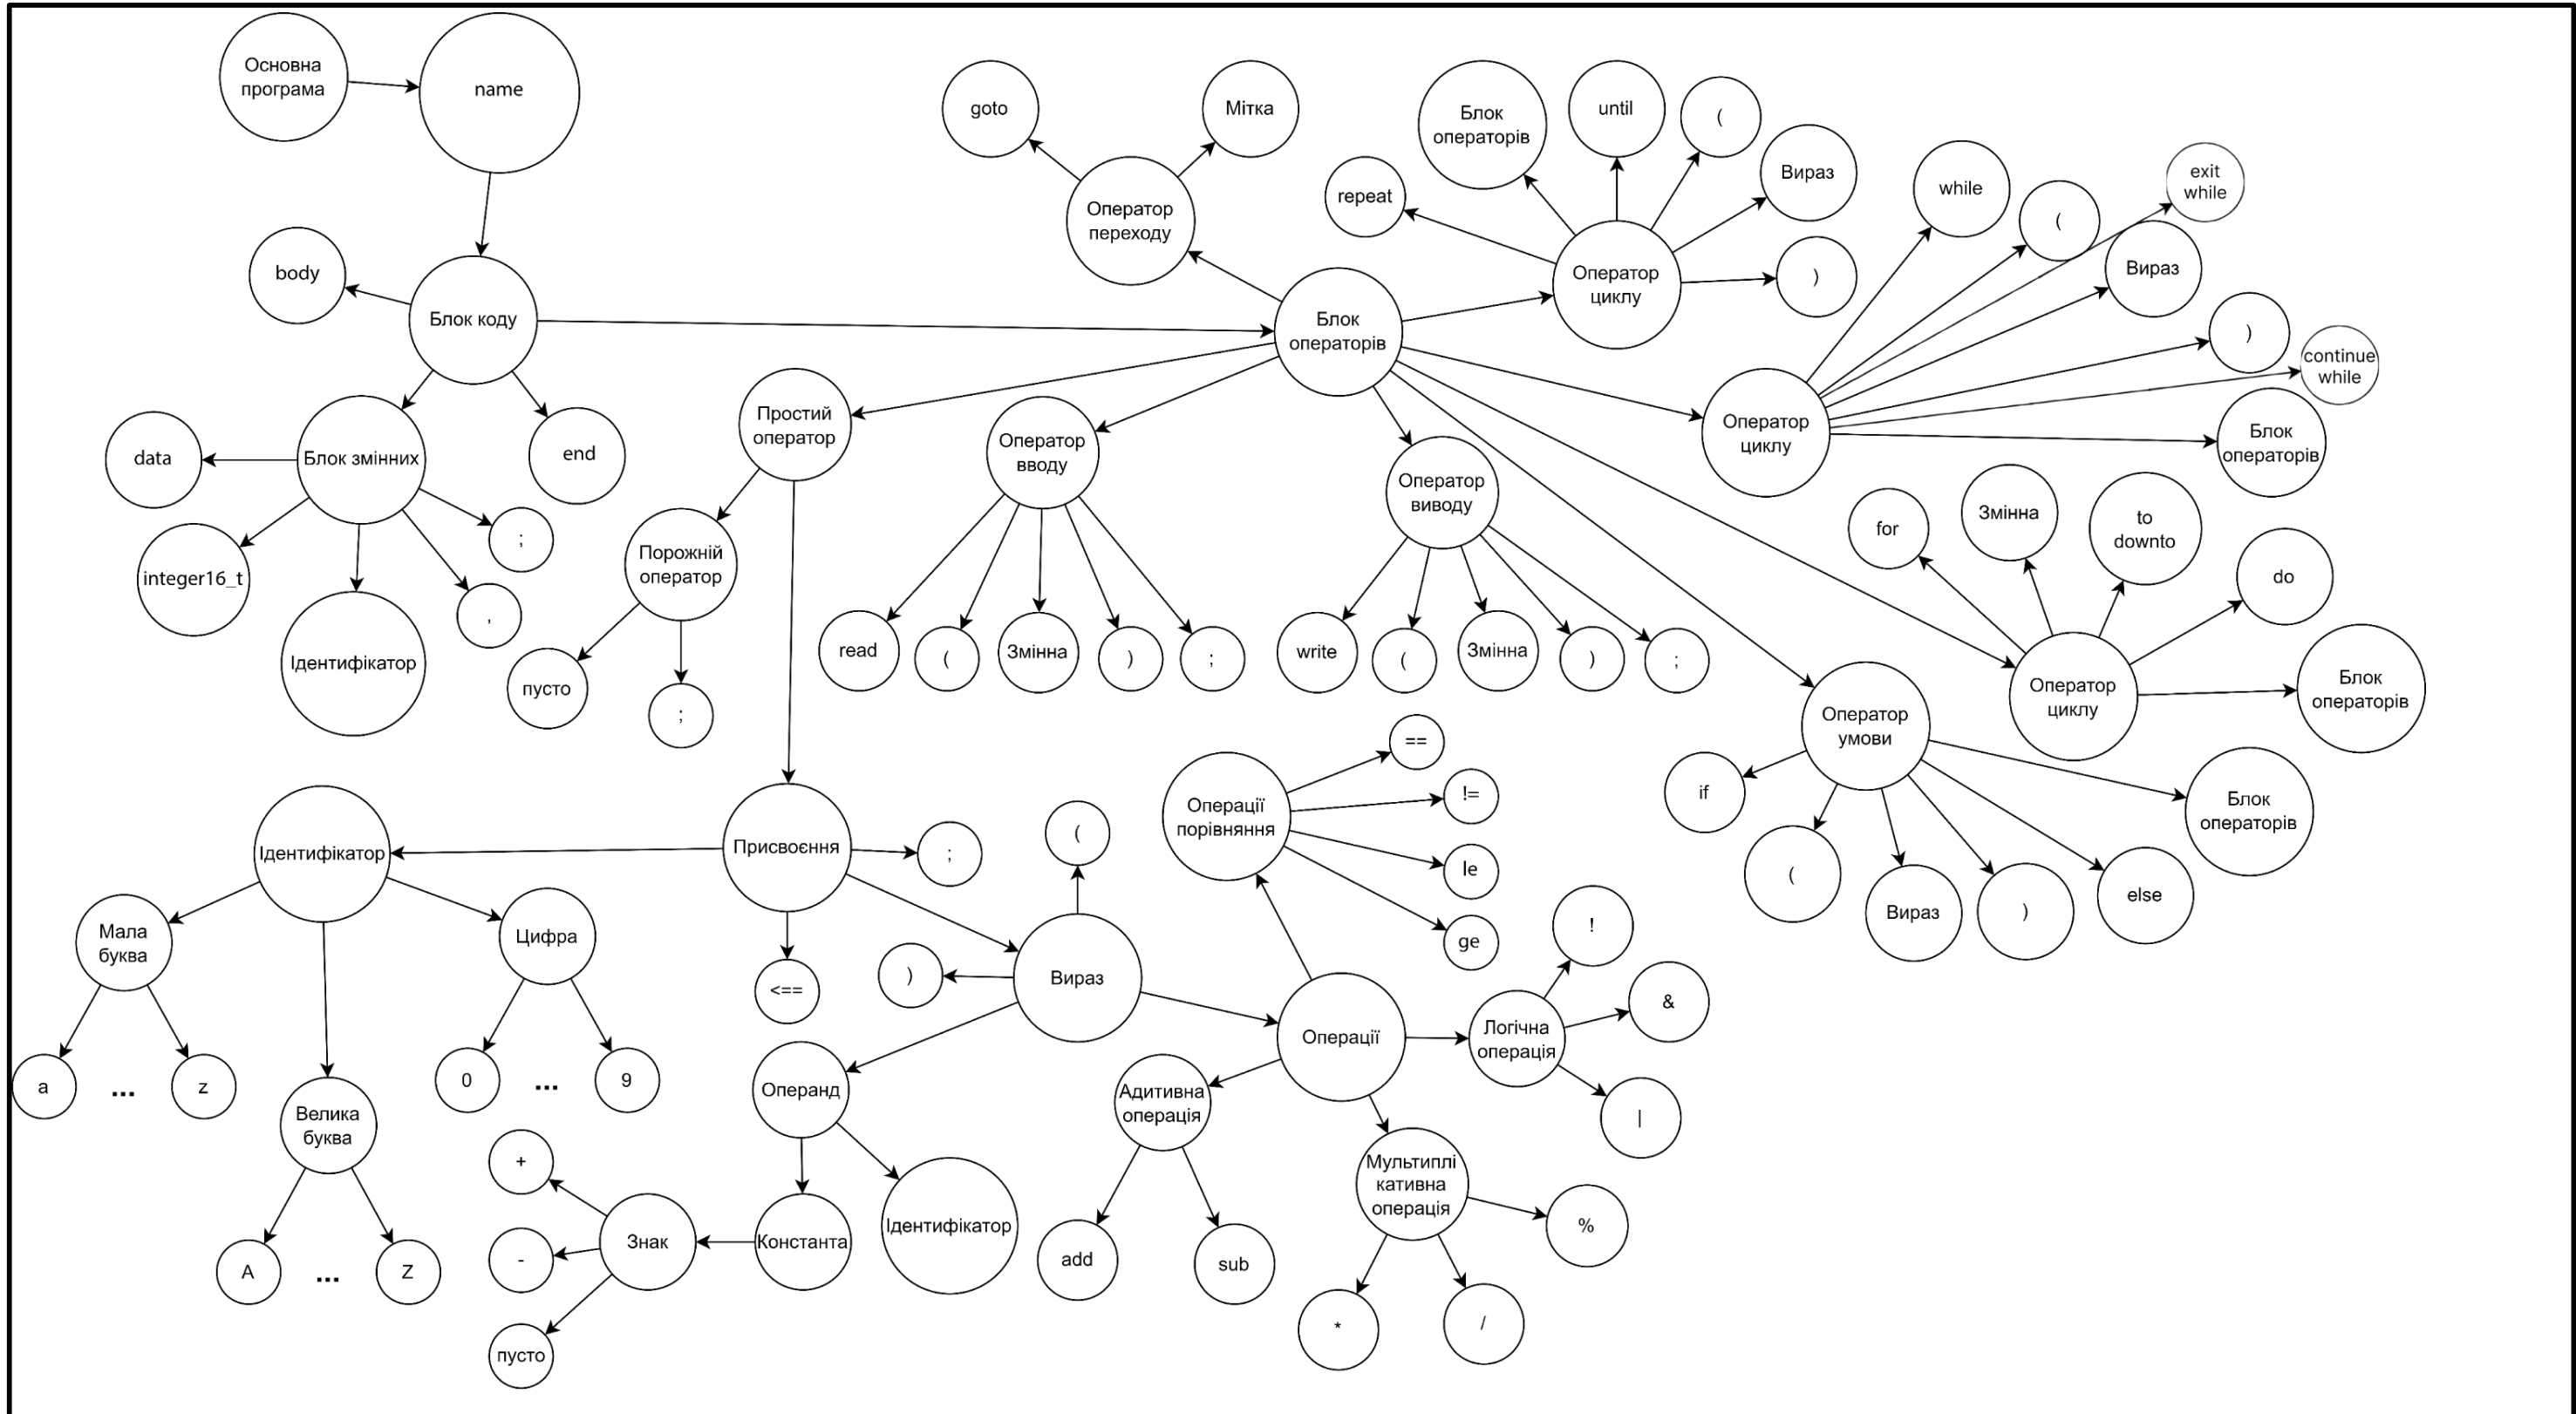 Основна
програма
name
body
Блок коду
data
Блок змінних
end
integer16_t
Ідентифікатор
,
;
goto
Мітка
Оператор
переходу
Блок
операторів
repeat
Блок
операторів
until
(
Вираз
)
Оператор
циклу
while
(
exit
while
Вираз
)
continue
while
Блок
операторів
Оператор
циклу
Простий
оператор
Порожній
оператор
пусто
;
Оператор
вводу
read
(
Змінна
)
;
Оператор
виводу
write
(
Змінна
)
;
for
Змінна
to
downto
do
Блок
операторів
Оператор
циклу
Оператор
умови
if
(
Вираз
)
else
Блок
операторів
Присвоєння
;
<==
Ідентифікатор
Мала
буква
a
...
z
Велика
буква
A
...
Z
Цифра
0
...
9
Вираз
(
)
Операнд
Константа
Ідентифікатор
Знак
+
-
пусто
Операції
Операції
порівняння
==
!=
le
ge
Логічна
операція
!
&
|
Адитивна
операція
add
sub
Мультиплі
кативна
операція
*
/
%